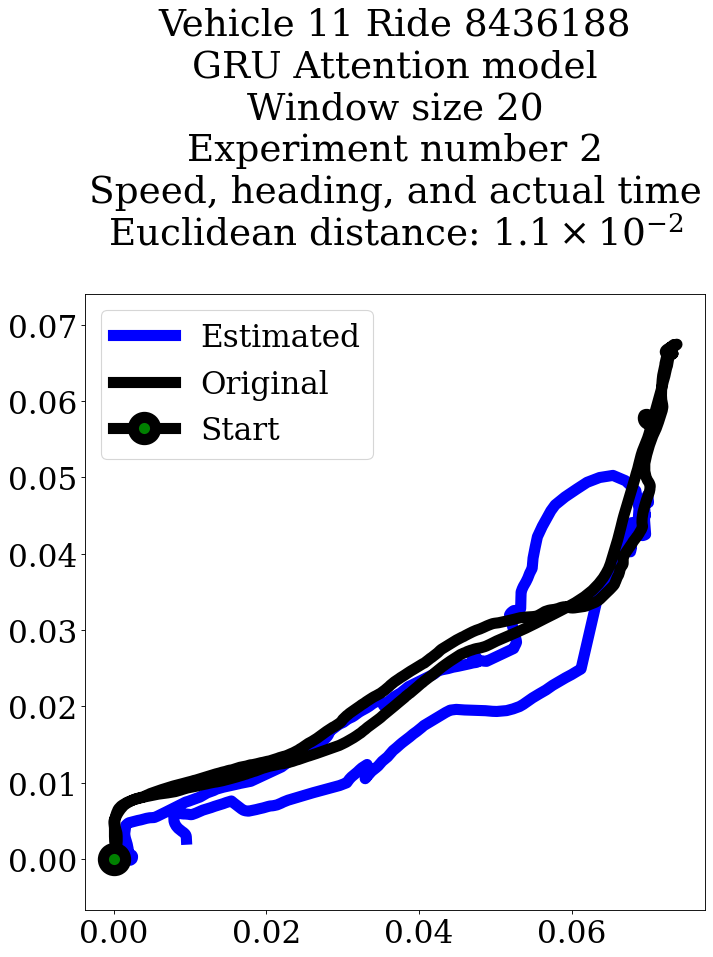 Vehicle 11 Ride 8436188
GRU Attention model
Window size 20
Experiment number 2
Speed, heading, and actual time
Euclidean distance: 1.1 × 10⁻²
Estimated
Original
Start
0.07
0.06
0.05
0.04
0.03
0.02
0.01
0.00
0.00 0.02 0.04 0.06